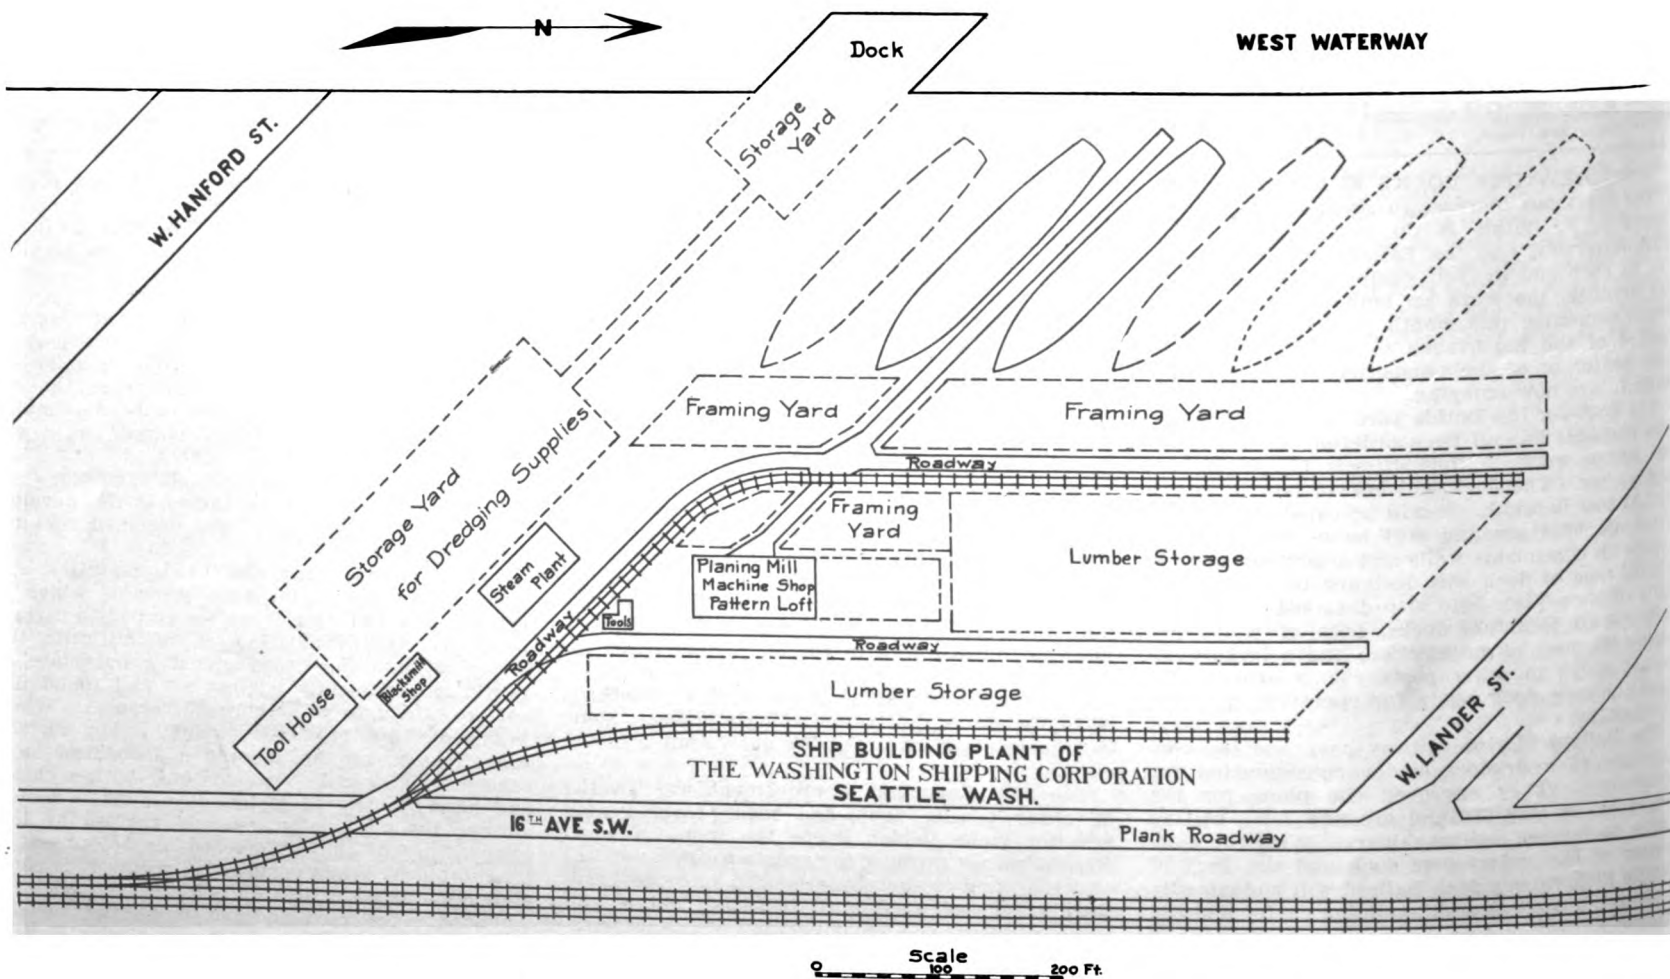 N
Dock
WEST WATERWAY
W. HANFORD ST.
Storage
Yard
Framing Yard
Framing Yard
Roadway
Storage Yard
for Dredging Supplies
Framing
Yard
Lumber Storage
Steam
Plant
Planing Mill
Machine Shop
Pattern Loft
Tools
Roadway
Roadway
Blacksmith
Shop
Tool House
Lumber Storage
W. LANDER ST.
SHIP BUILDING PLANT OF
THE WASHINGTON SHIPPING CORPORATION
SEATTLE WASH.
16TH AVE S.W.
Plank Roadway
Scale
0 100 200 Ft.